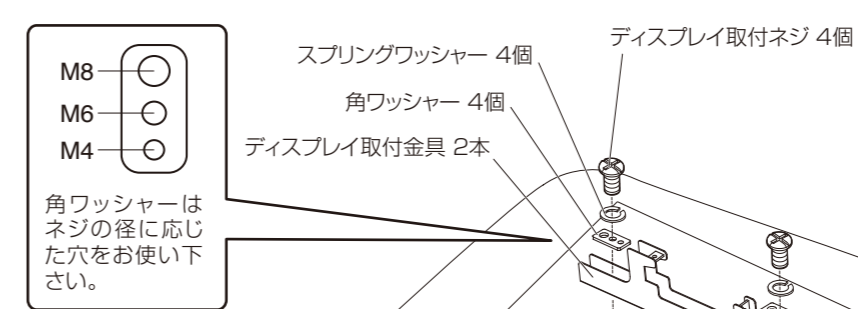 M8
M6
M4
角ワッシャーは
ネジの径に応じ
た穴をお使い下
さい。
スプリングワッシャー 4個
角ワッシャー 4個
ディスプレイ取付金具 2本
ディスプレイ取付ネジ 4個